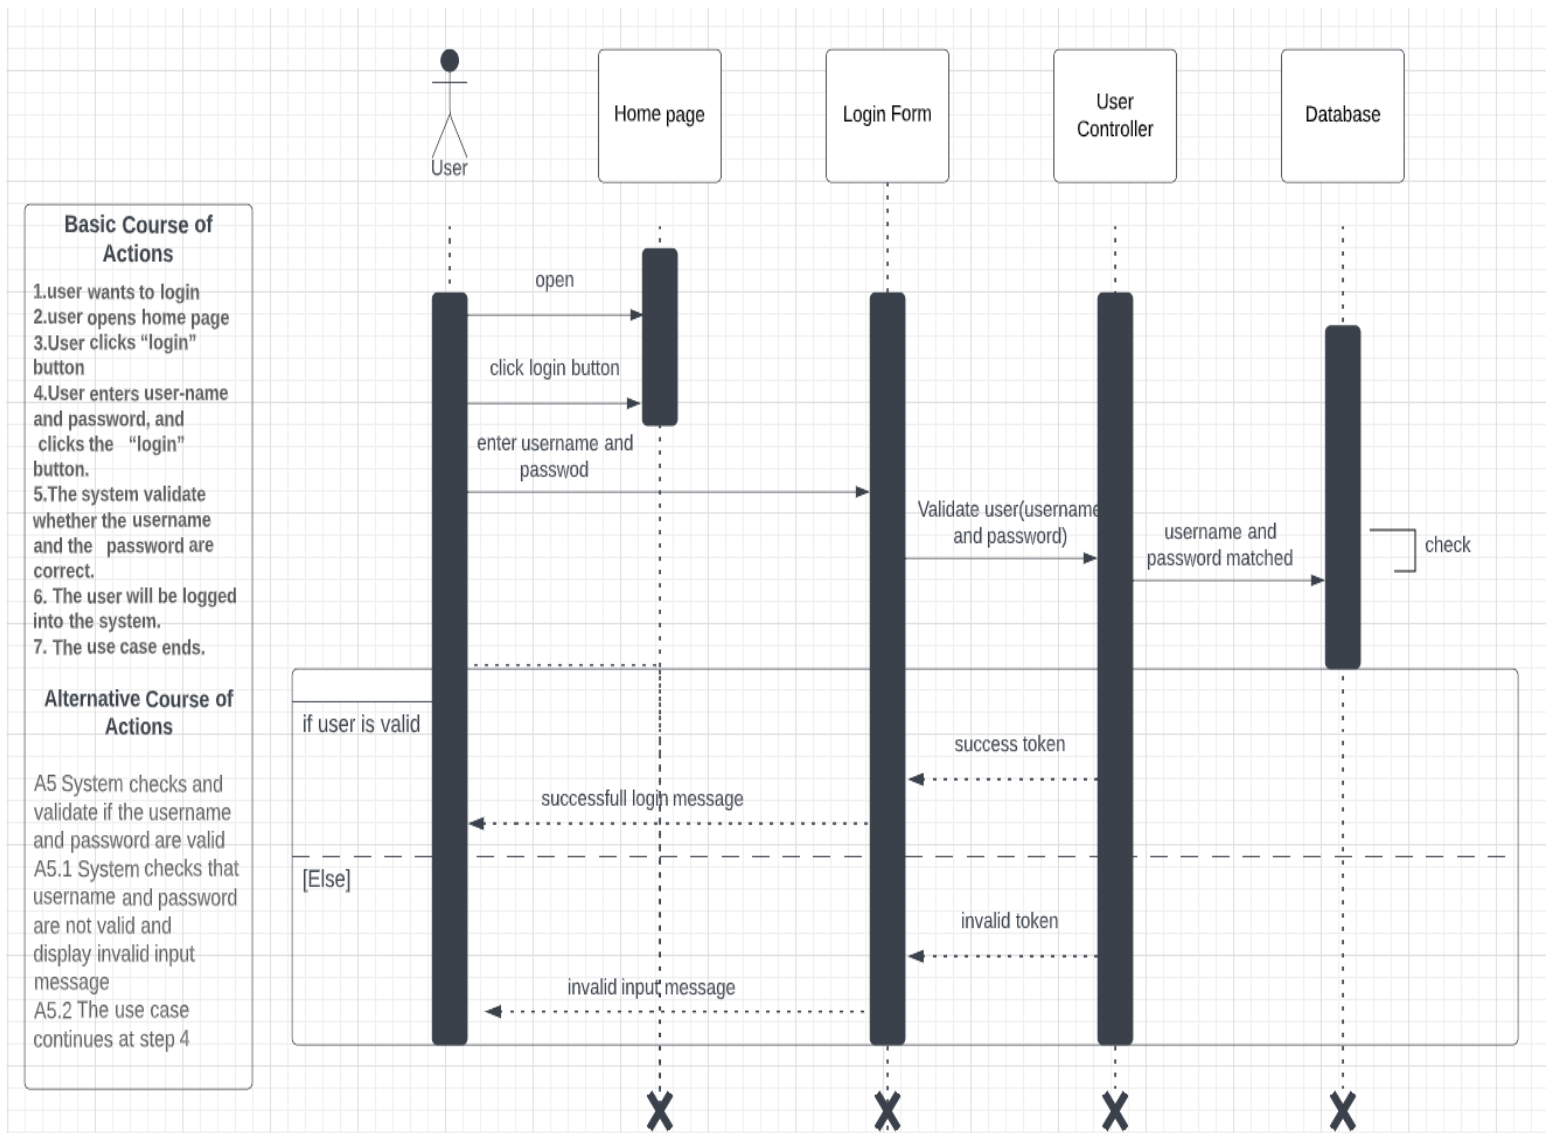 User
Home page
Login Form
User
Controller
Database
Basic Course of
Actions
1.user wants to login
2.user opens home page
3.User clicks “login”
button
4.User enters user-name
and password, and
clicks the “login”
button.
5.The system validate
whether the username
and the password are
correct.
6. The user will be logged
into the system.
7. The use case ends.
Alternative Course of
Actions
A5 System checks and
validate if the username
and password are valid
A5.1 System checks that
username and password
are not valid and
display invalid input
message
A5.2 The use case
continues at step 4
open
click login button
enter username and
passwod
Validate user(username
and password)
username and
password matched
check
if user is valid
success token
successfull login message
[Else]
invalid token
invalid input message